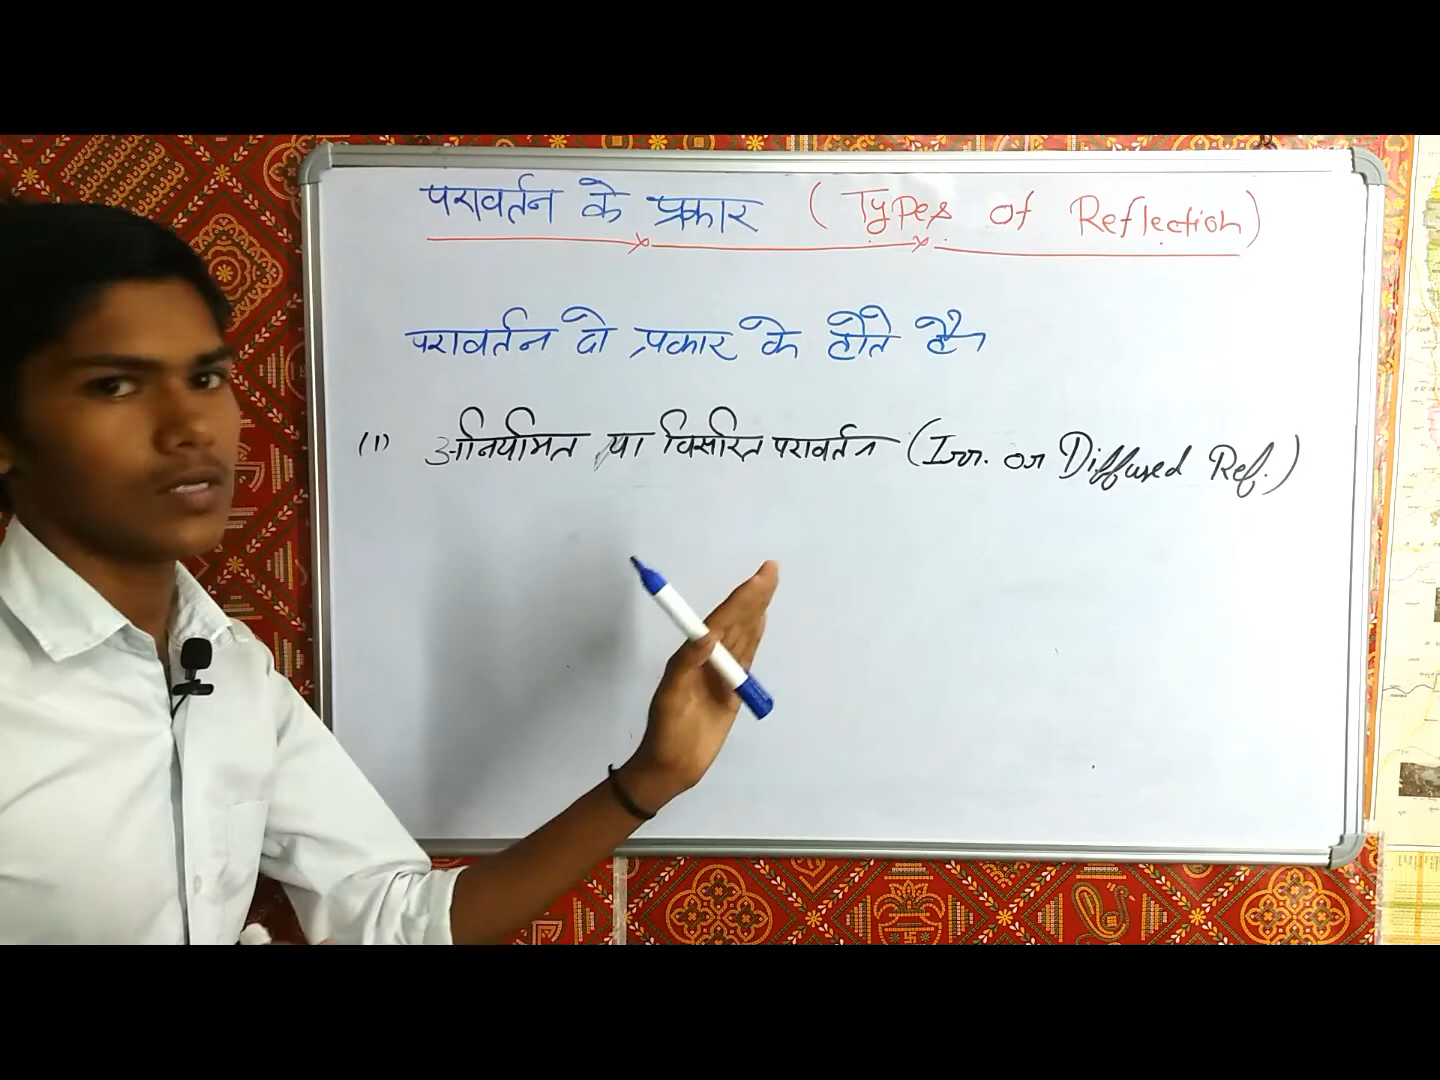 परावर्तन के प्रकार (Types of Reflection)
परावर्तन दो प्रकार के होते है
(1) अनियमित या विसरित परावर्तन (Irr. or Diffused Ref.)